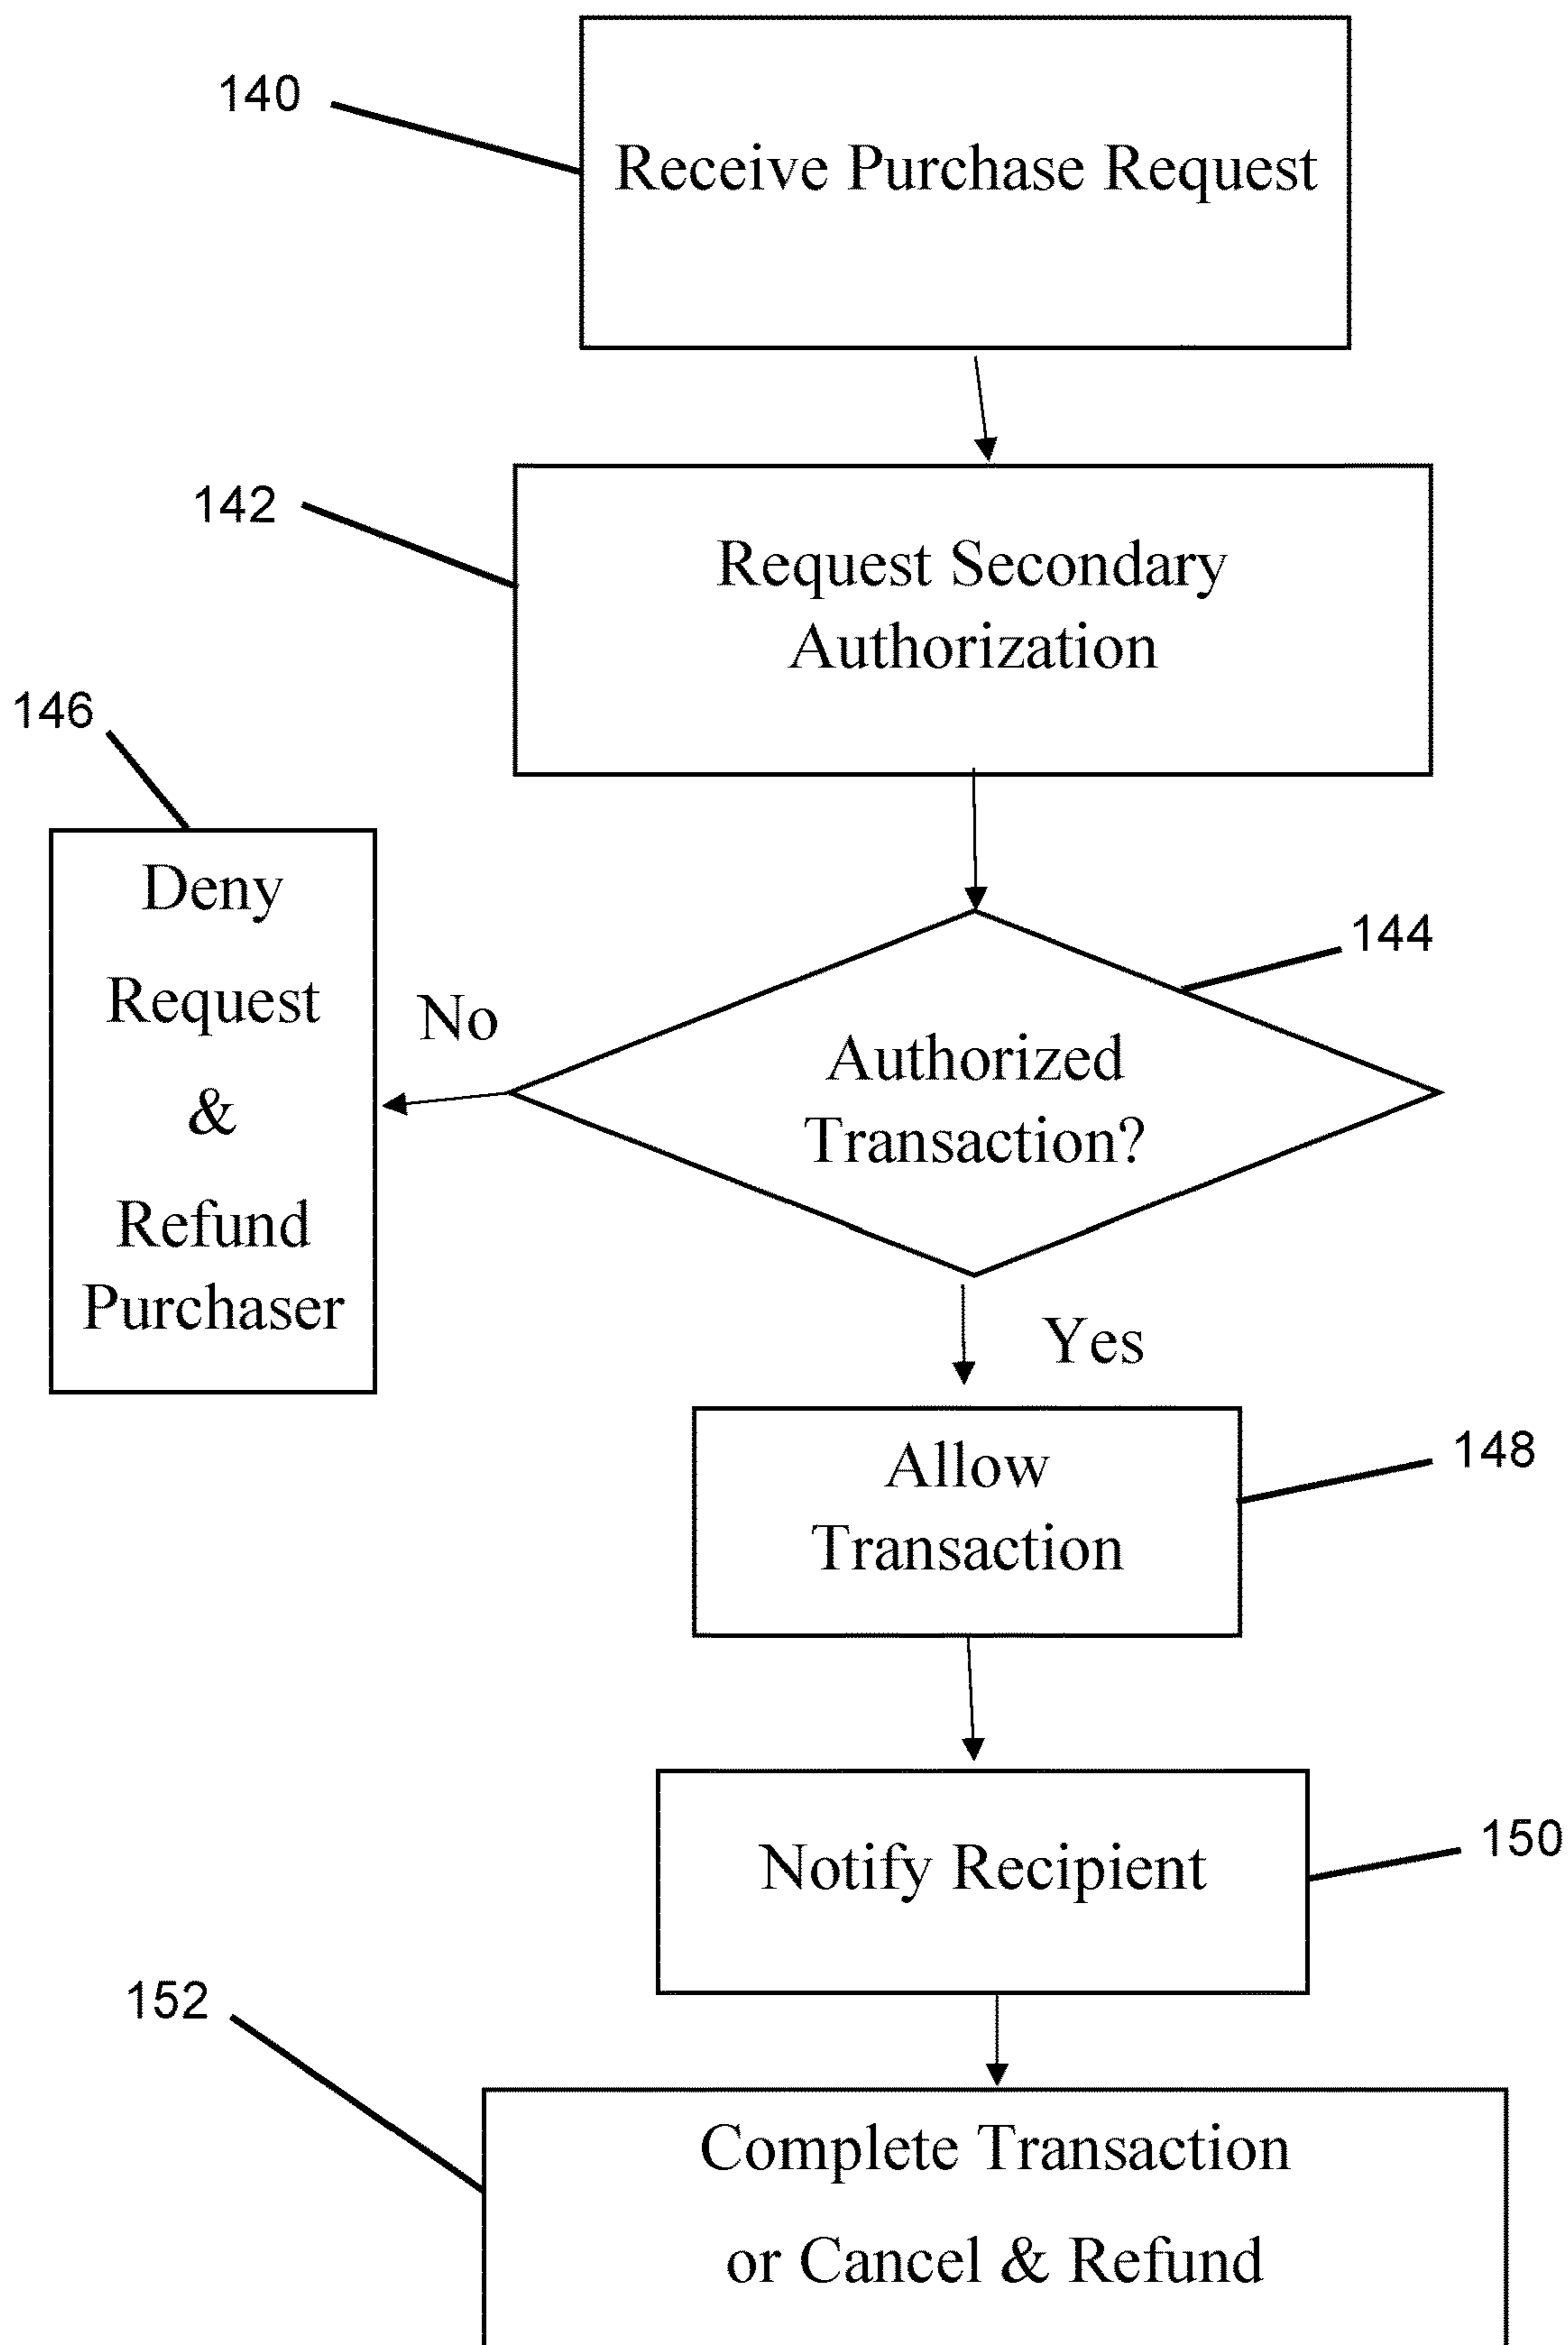 140
Receive Purchase Request
142
Request Secondary
Authorization
146
Deny
Request
&
Refund
Purchaser
No
144
Authorized
Transaction?
Yes
Allow
Transaction
148
Notify Recipient
150
152
Complete Transaction
or Cancel & Refund